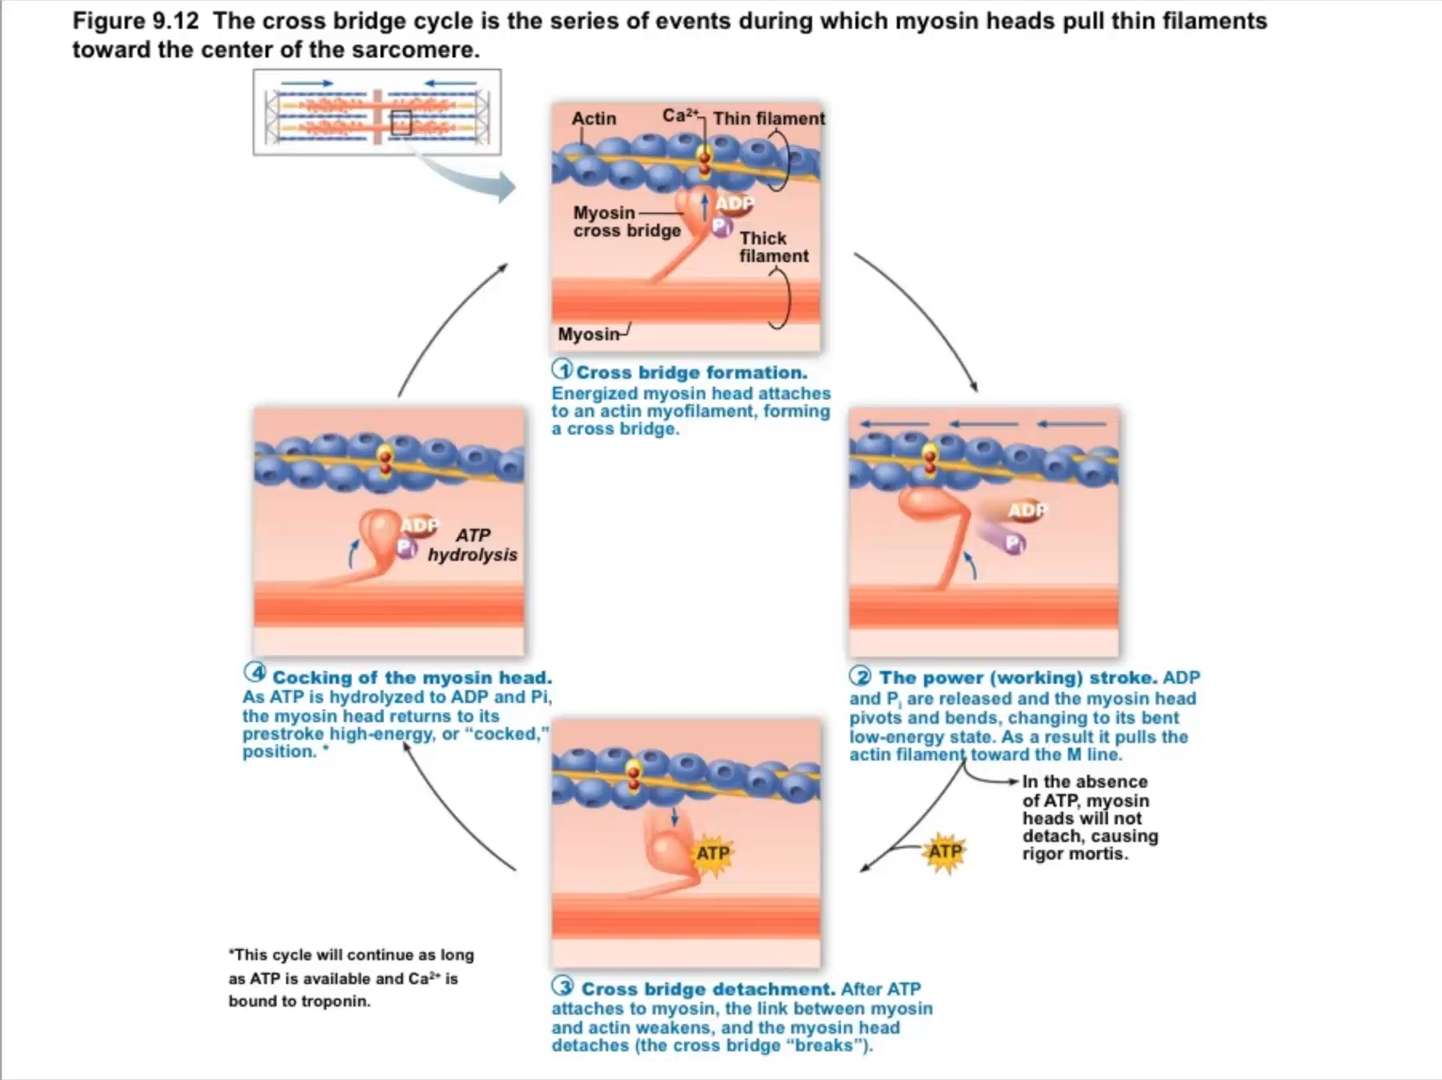 Figure 9.12 The cross bridge cycle is the series of events during which myosin heads pull thin filaments
toward the center of the sarcomere.
Actin
Ca²⁺
Thin filament
ADP
Pi
Myosin
cross bridge
Thick
filament
Myosin
1 Cross bridge formation.
Energized myosin head attaches
to an actin myofilament, forming
a cross bridge.
ADP
Pi
2 The power (working) stroke. ADP
and Pi are released and the myosin head
pivots and bends, changing to its bent
low-energy state. As a result it pulls the
actin filament toward the M line.
In the absence
of ATP, myosin
heads will not
detach, causing
rigor mortis.
ATP
ATP
3 Cross bridge detachment. After ATP
attaches to myosin, the link between myosin
and actin weakens, and the myosin head
detaches (the cross bridge “breaks”).
ADP
Pi
ATP
hydrolysis
4 Cocking of the myosin head.
As ATP is hydrolyzed to ADP and Pi,
the myosin head returns to its
prestroke high-energy, or “cocked,”
position. *
*This cycle will continue as long
as ATP is available and Ca²⁺ is
bound to troponin.